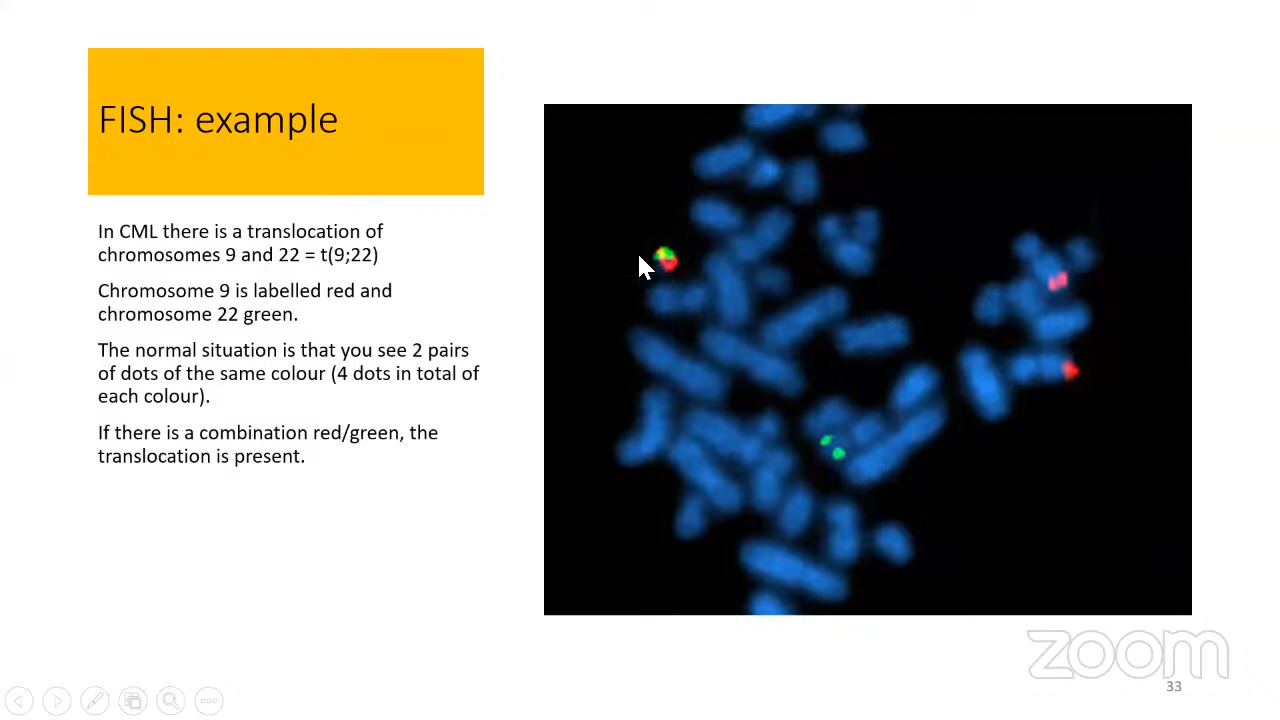 FISH: example
In CML there is a translocation of
chromosomes 9 and 22 = t(9;22)
Chromosome 9 is labelled red and
chromosome 22 green.
The normal situation is that you see 2 pairs
of dots of the same colour (4 dots in total of
each colour).
If there is a combination red/green, the
translocation is present.
zoom
33